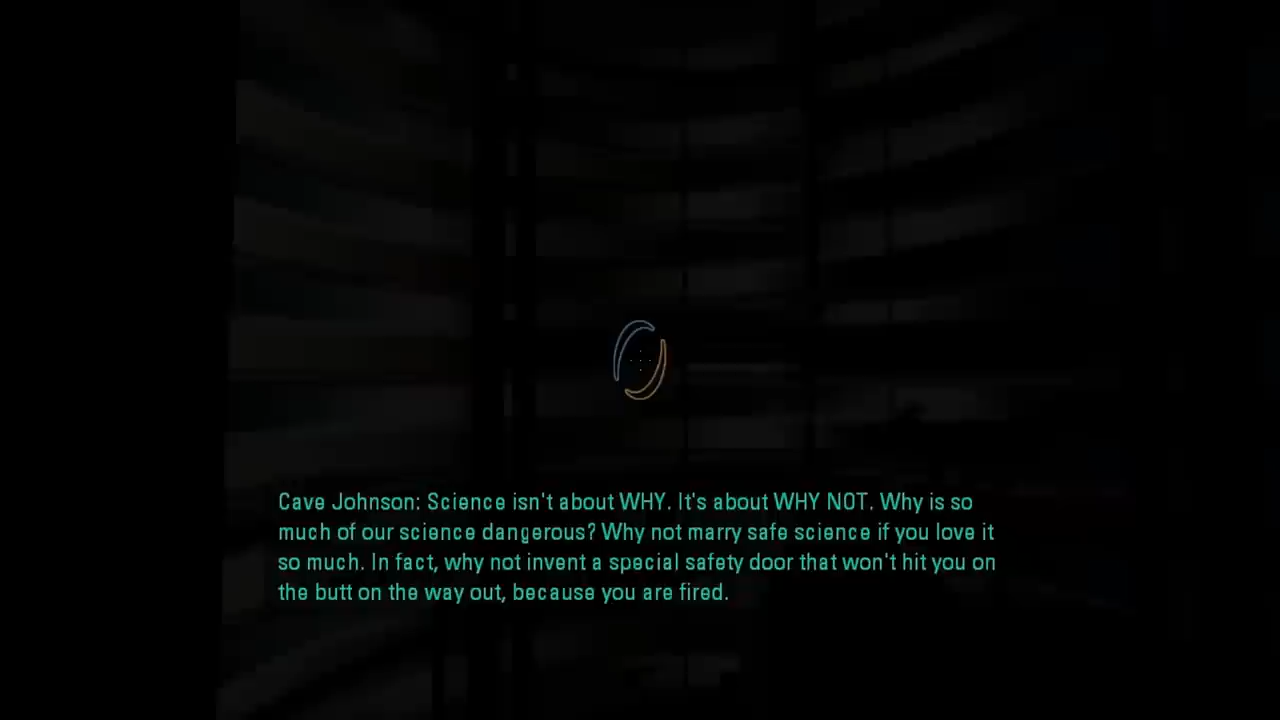 Cave Johnson: Science isn't about WHY. It's about WHY NOT. Why is so
much of our science dangerous? Why not marry safe science if you love it
so much. In fact, why not invent a special safety door that won't hit you on
the butt on the way out, because you are fired.